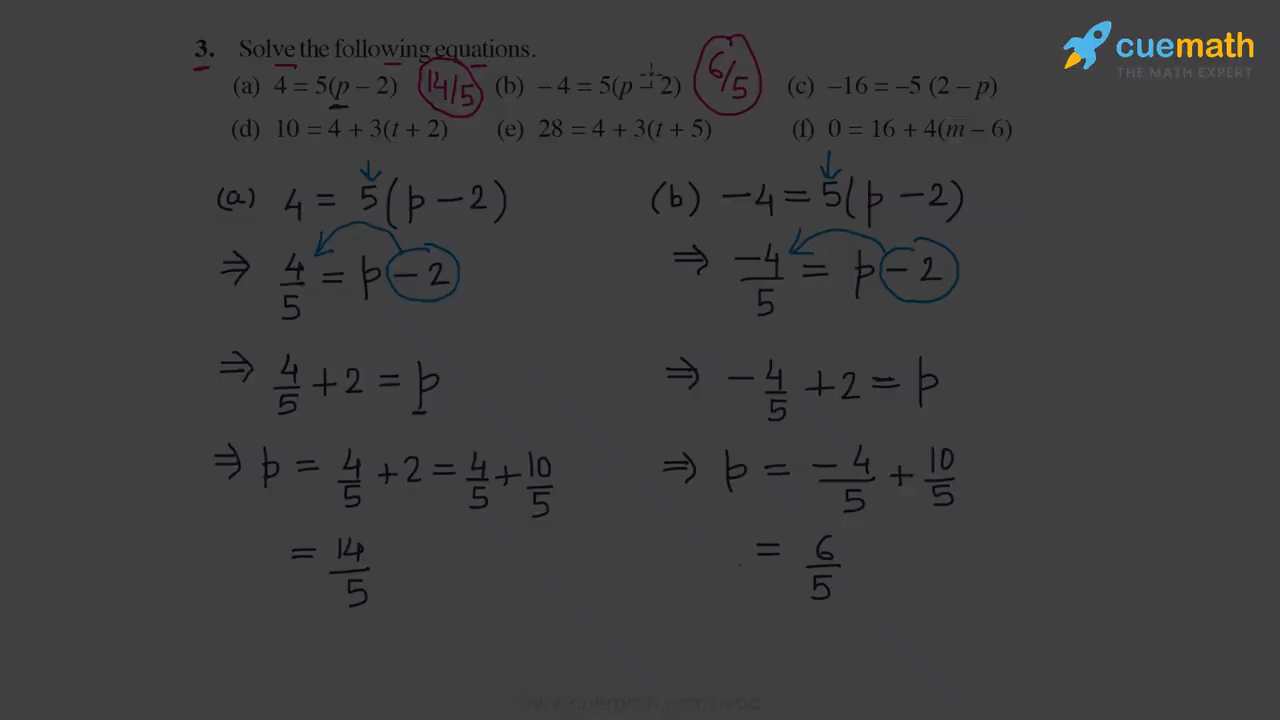 cuemath
THE MATH EXPERT
3. Solve the following equations.
(a) 4 = 5(p – 2) 14/5 (b) – 4 = 5(p – 2) 6/5 (c) –16 = –5 (2 – p)
(d) 10 = 4 + 3(t + 2) (e) 28 = 4 + 3(t + 5) (f) 0 = 16 + 4(m – 6)
(a) 4 = 5(p – 2)
⇒ 4/5 = p – 2
⇒ 4/5 + 2 = p
⇒ p = 4/5 + 2 = 4/5 + 10/5
= 14/5
(b) – 4 = 5(p – 2)
⇒ –4/5 = p – 2
⇒ –4/5 + 2 = p
⇒ p = –4/5 + 10/5
= 6/5